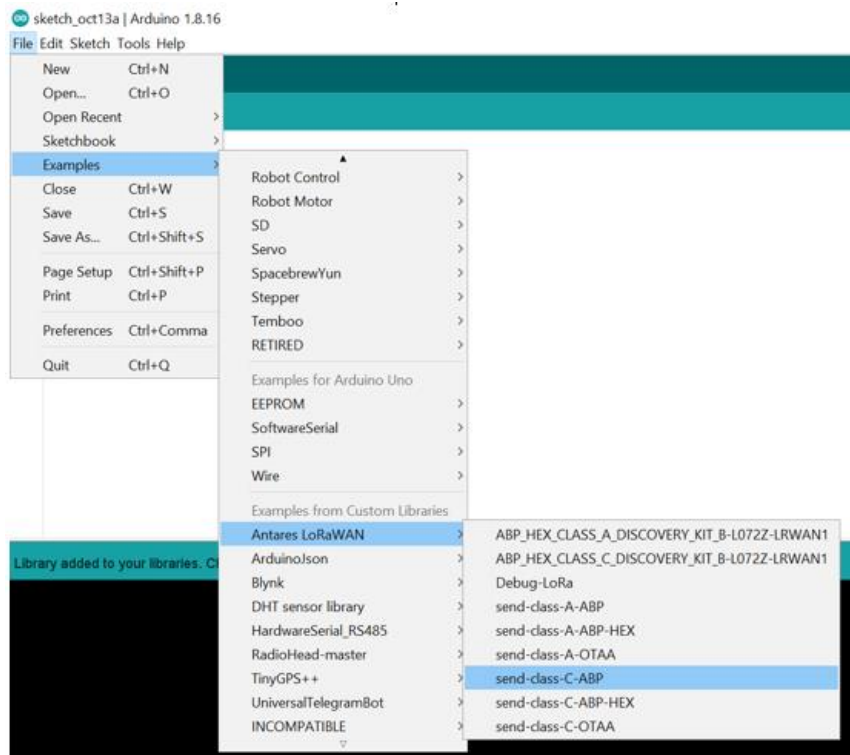 sketch_oct13a | Arduino 1.8.16
File Edit Sketch Tools Help
New Ctrl+N
Open... Ctrl+O
Open Recent
Sketchbook
Examples
Close Ctrl+W
Save Ctrl+S
Save As... Ctrl+Shift+S
Page Setup Ctrl+Shift+P
Print Ctrl+P
Preferences Ctrl+Comma
Quit Ctrl+Q
Robot Control
Robot Motor
SD
Servo
SpacebrewYun
Stepper
Temboo
RETIRED
Examples for Arduino Uno
EEPROM
SoftwareSerial
SPI
Wire
Examples from Custom Libraries
Antares LoRaWAN
ArduinoJson
Blynk
DHT sensor library
HardwareSerial_RS485
RadioHead-master
TinyGPS++
UniversalTelegramBot
INCOMPATIBLE
ABP_HEX_CLASS_A_DISCOVERY_KIT_B-L072Z-LRWAN1
ABP_HEX_CLASS_C_DISCOVERY_KIT_B-L072Z-LRWAN1
Debug-LoRa
send-class-A-ABP
send-class-A-ABP-HEX
send-class-A-OTAA
send-class-C-ABP
send-class-C-ABP-HEX
send-class-C-OTAA
Library added to your libraries.